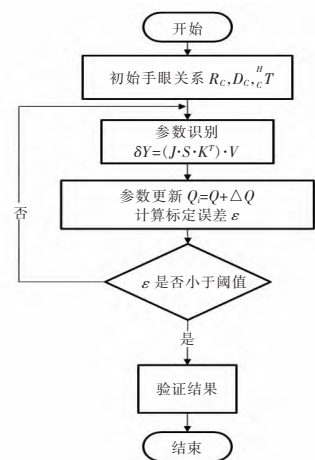 开始
初始手眼关系 R_C,D_C,^H_C T
参数识别
δY=(J·S·K^T)·V
参数更新 Q_i=Q+△Q
计算标定误差 ε
否
ε 是否小于阈值
是
验证结果
结束